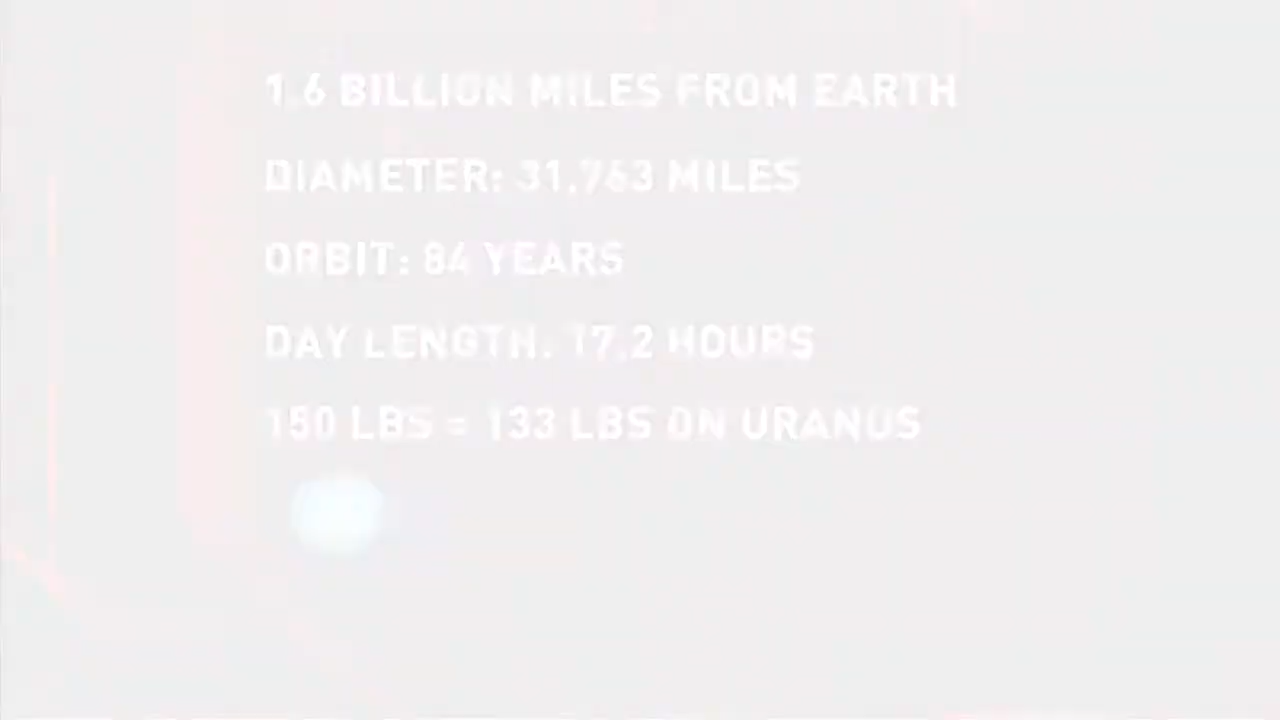 1.6 BILLION MILES FROM EARTH
DIAMETER: 31,763 MILES
ORBIT: 84 YEARS
DAY LENGTH: 17.2 HOURS
150 LBS = 133 LBS ON URANUS